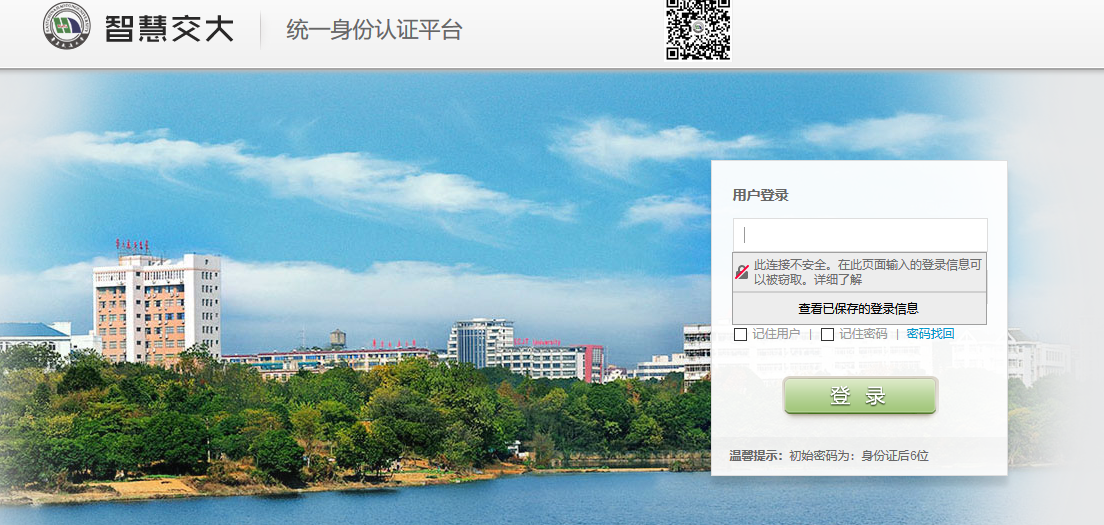 智慧交大
统一身份认证平台
用户登录
此连接不安全。在此页面输入的登录信息可
以被窃取。详细了解
查看已保存的登录信息
记住用户 | 记住密码 | 密码找回
登 录
温馨提示：初始密码为：身份证后6位